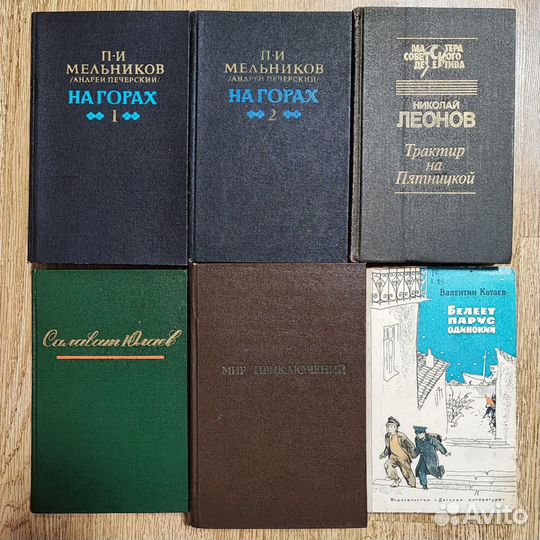 П·И
МЕЛЬНИКОВ
/АНДРЕЙ ПЕЧЕРСКИЙ/
НА ГОРАХ
1
П·И
МЕЛЬНИКОВ
/АНДРЕЙ ПЕЧЕРСКИЙ/
НА ГОРАХ
2
МАСТЕРА
СОВЕТСКОГО
ДЕТЕКТИВА
НИКОЛАЙ
ЛЕОНОВ
Трактир
на
Пятницкой
Салават Юлаев
МИР ПРИКЛЮЧЕНИЙ
Валентин Катаев
БЕЛЕЕТ
ПАРУС
ОДИНОКИЙ
Издательство «Детская литература»
Avito